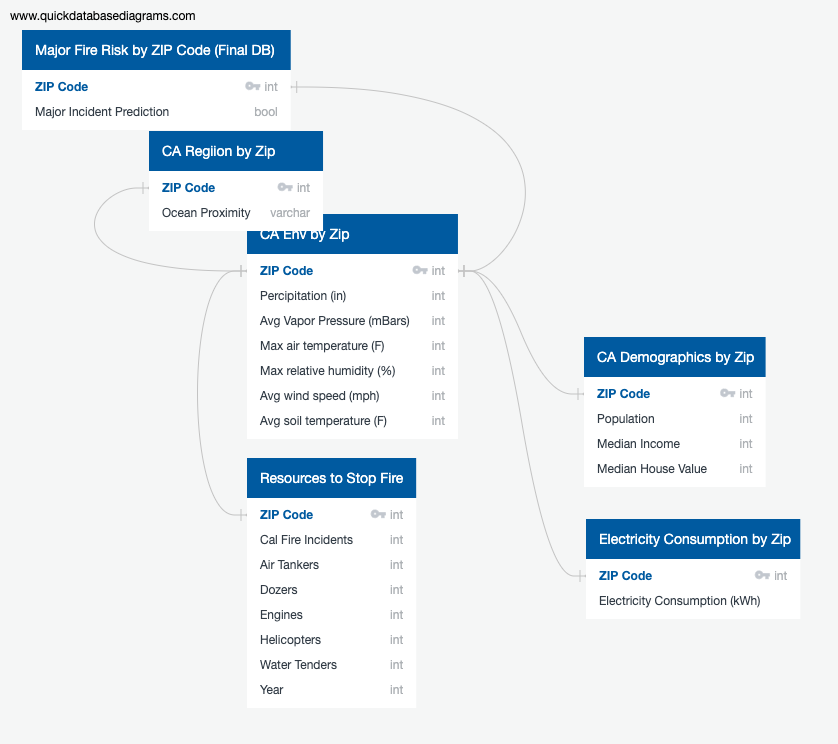 www.quickdatabasediagrams.com
Major Fire Risk by ZIP Code (Final DB)
ZIP Code int
Major Incident Prediction bool
CA Regiion by Zip
ZIP Code int
Ocean Proximity varchar
CA Env by Zip
ZIP Code int
Percipitation (in) int
Avg Vapor Pressure (mBars) int
Max air temperature (F) int
Max relative humidity (%) int
Avg wind speed (mph) int
Avg soil temperature (F) int
CA Demographics by Zip
ZIP Code int
Population int
Median Income int
Median House Value int
Resources to Stop Fire
ZIP Code int
Cal Fire Incidents int
Air Tankers int
Dozers int
Engines int
Helicopters int
Water Tenders int
Year int
Electricity Consumption by Zip
ZIP Code int
Electricity Consumption (kWh)